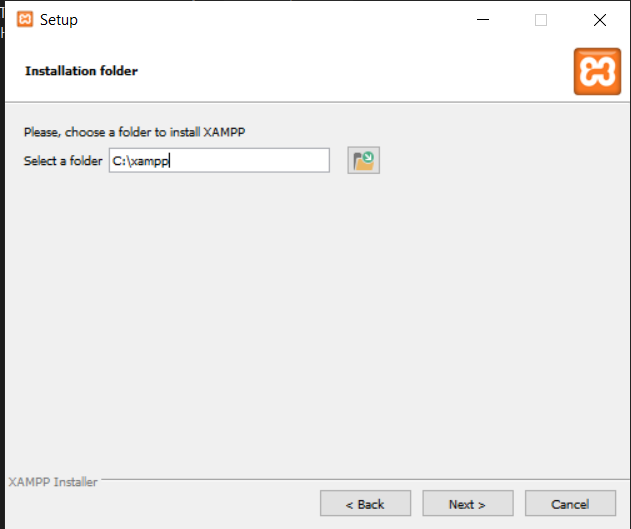 Setup
Installation folder
Please, choose a folder to install XAMPP
Select a folder C:\xampp
XAMPP Installer
< Back Next > Cancel